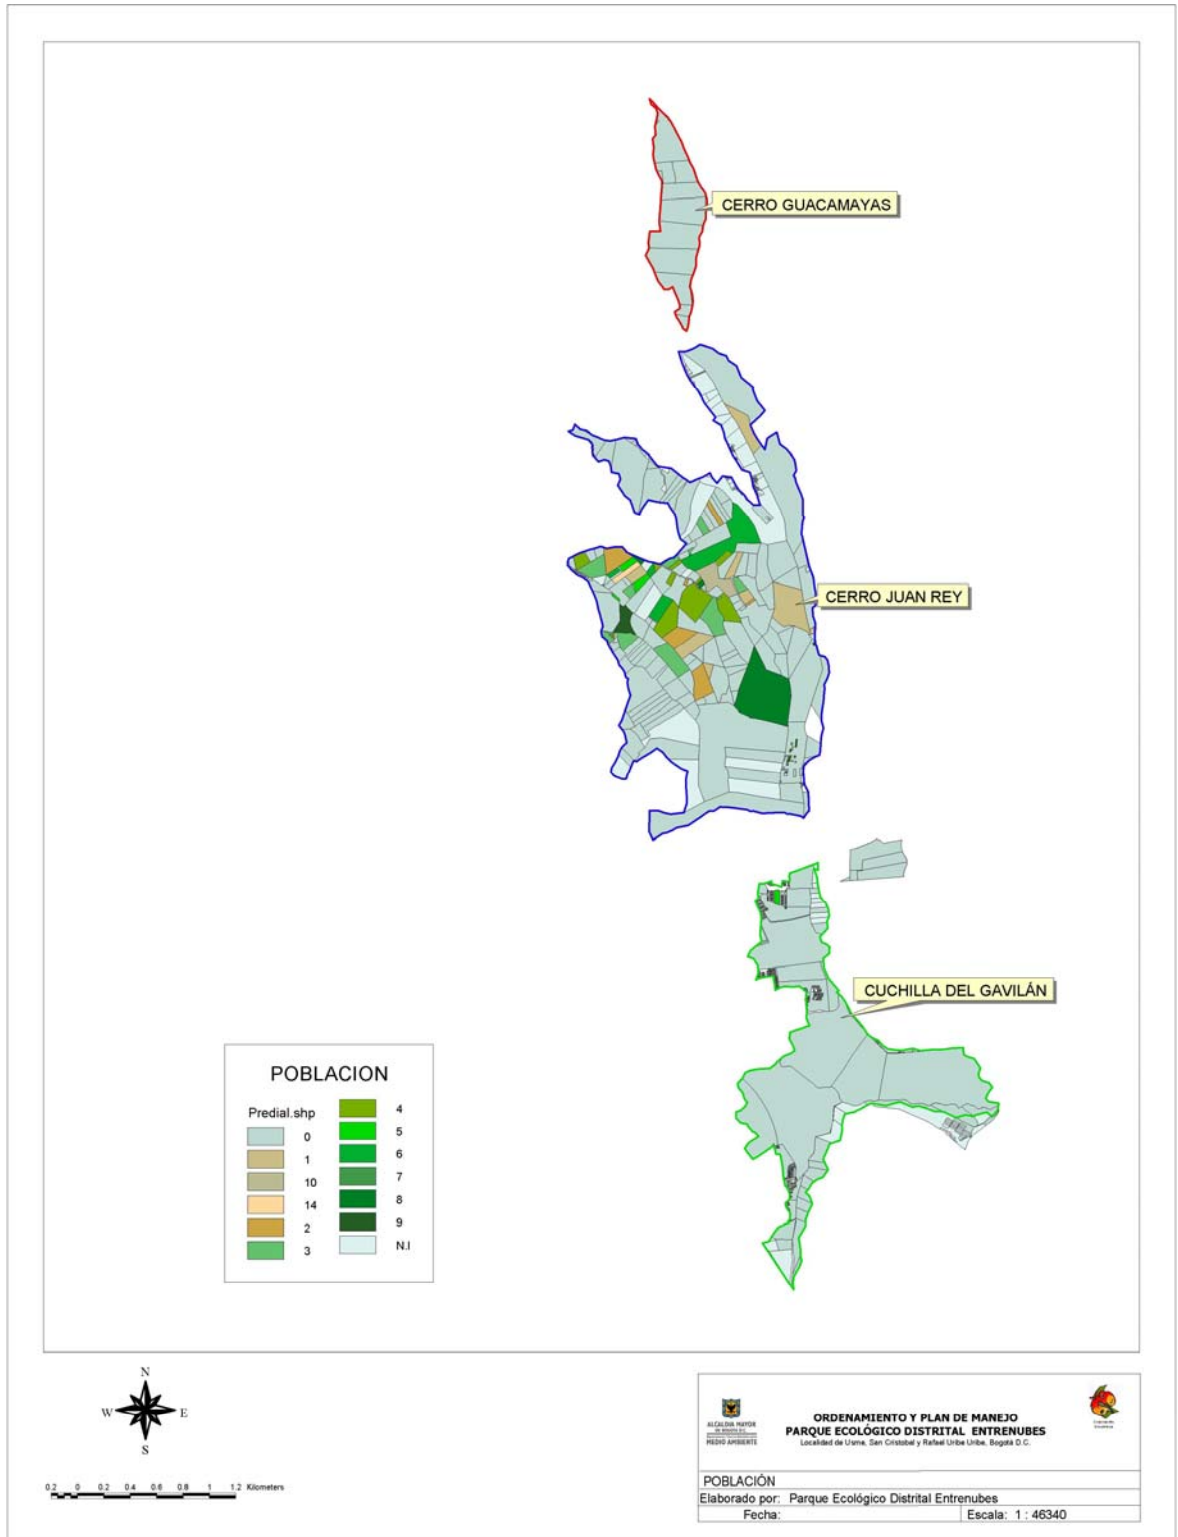 CERRO GUACAMAYAS
CERRO JUAN REY
CUCHILLA DEL GAVILÁN
POBLACION
Predial.shp
0
1
10
14
2
3
4
5
6
7
8
9
N.I
N
W
E
S
0.2 0 0.2 0.4 0.6 0.8 1 1.2 Kilometers
ALCALDIA MAYOR
DE BOGOTA D.C.
MEDIO AMBIENTE
ORDENAMIENTO Y PLAN DE MANEJO
PARQUE ECOLÓGICO DISTRITAL ENTRENUBES
Localidad de Usme, San Cristobal y Rafael Uribe Uribe, Bogotá D.C.
POBLACIÓN
Elaborado por: Parque Ecológico Distrital Entrenubes
Fecha:
Escala: 1 : 46340